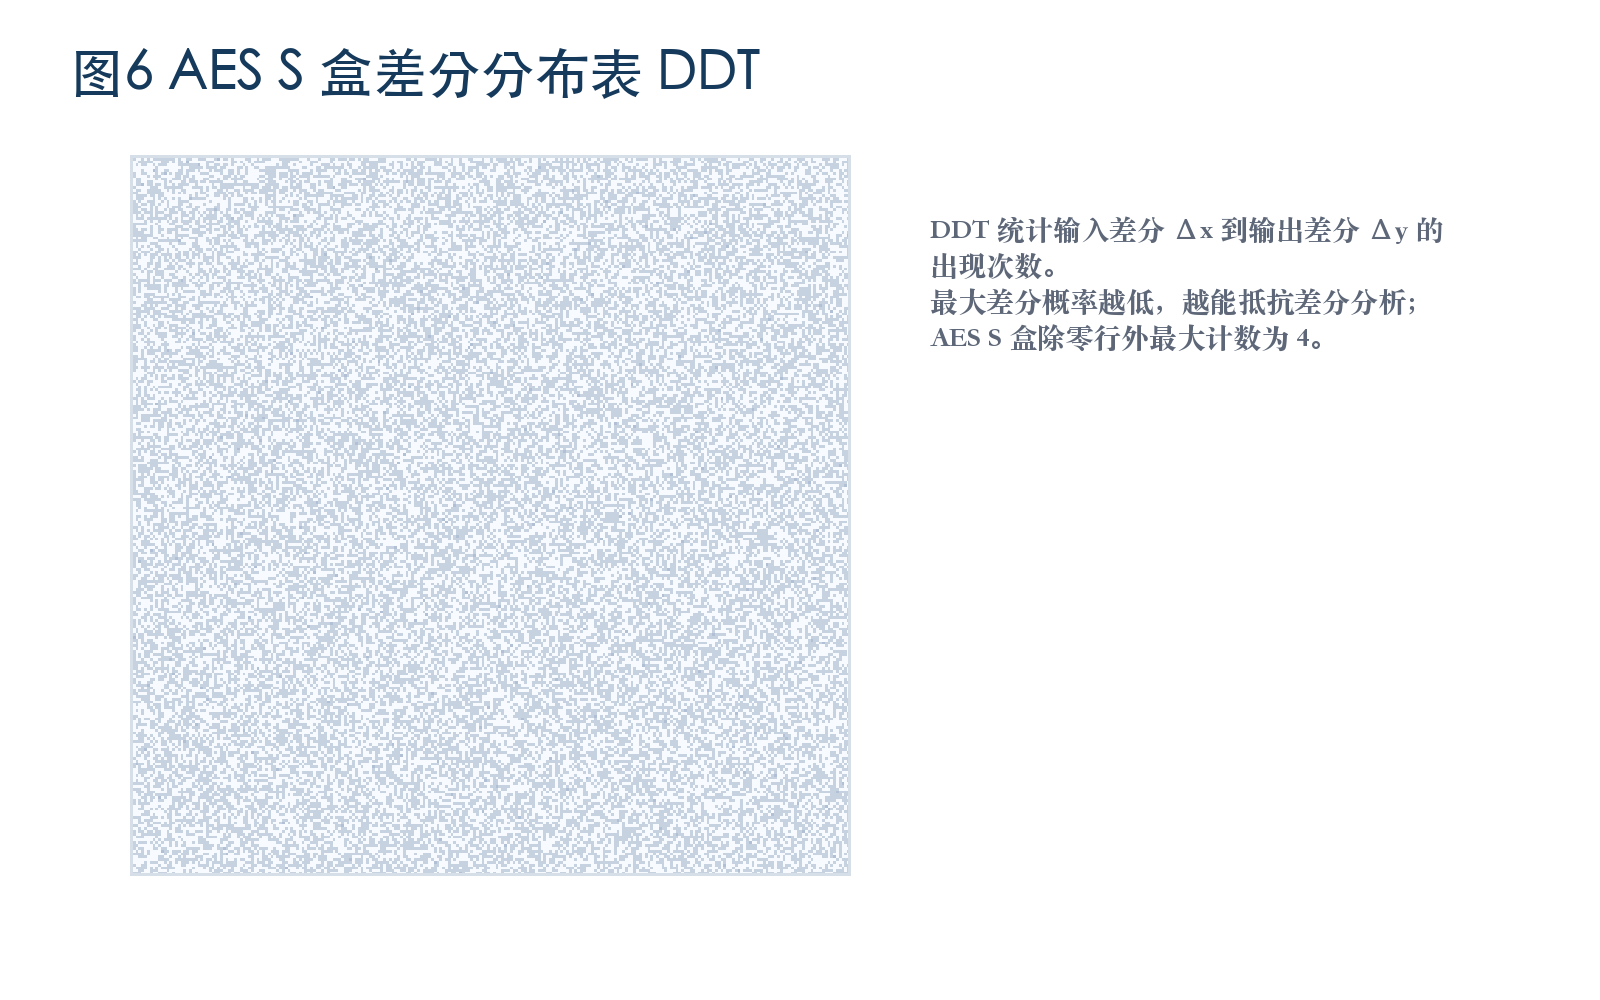 图6 AES S 盒差分分布表 DDT
DDT 统计输入差分 Δx 到输出差分 Δy 的
出现次数。
最大差分概率越低，越能抵抗差分分析；
AES S 盒除零行外最大计数为 4。